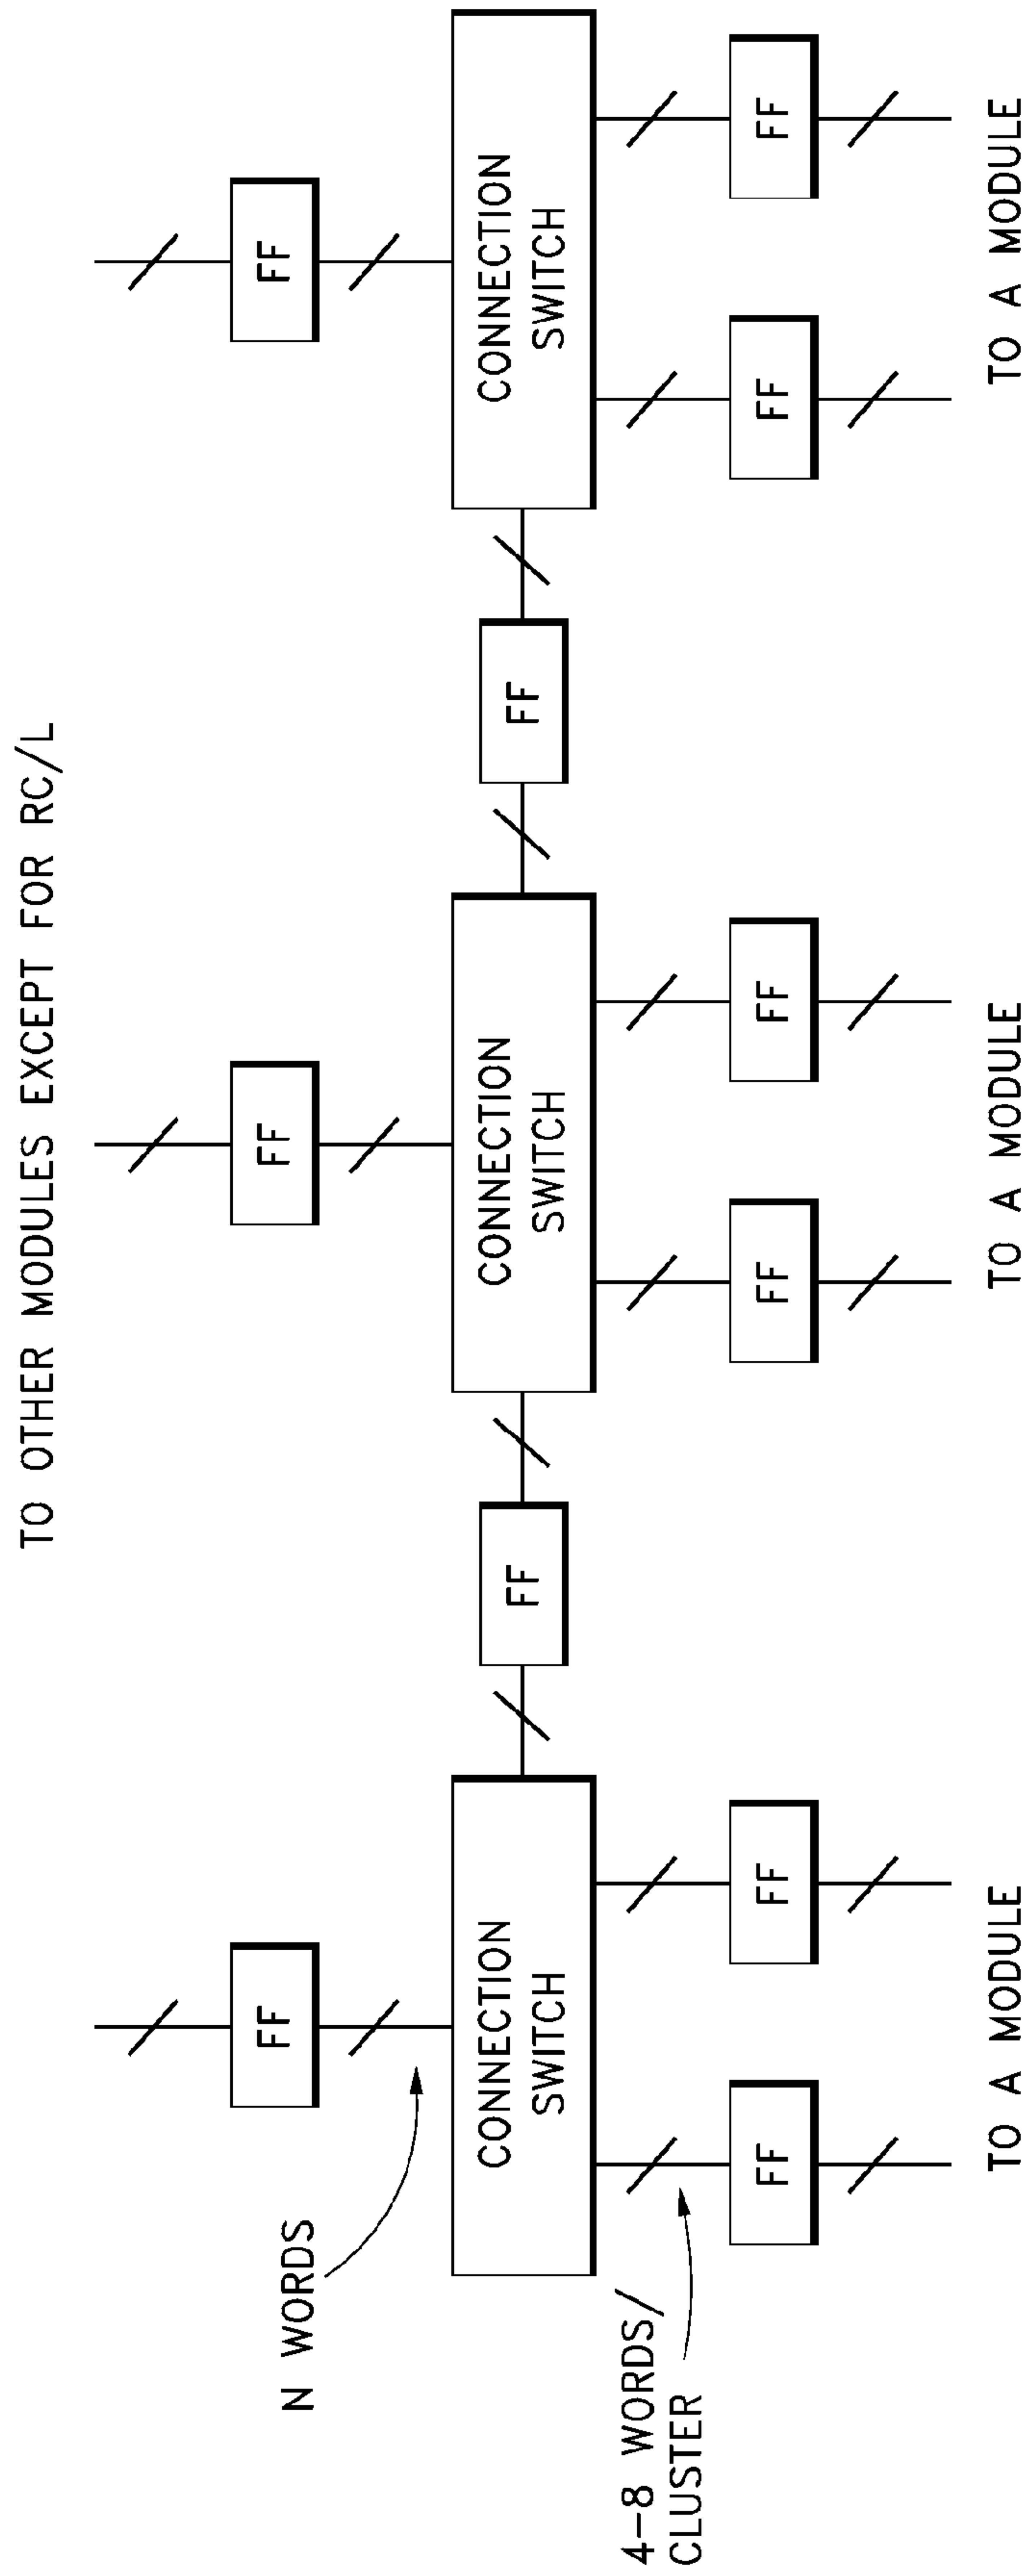 TO OTHER MODULES EXCEPT FOR RC/L
FF
FF
FF
N WORDS
CONNECTION
SWITCH
FF
CONNECTION
SWITCH
FF
CONNECTION
SWITCH
4-8 WORDS/
CLUSTER
FF
FF
FF
FF
FF
FF
TO A MODULE
TO A MODULE
TO A MODULE